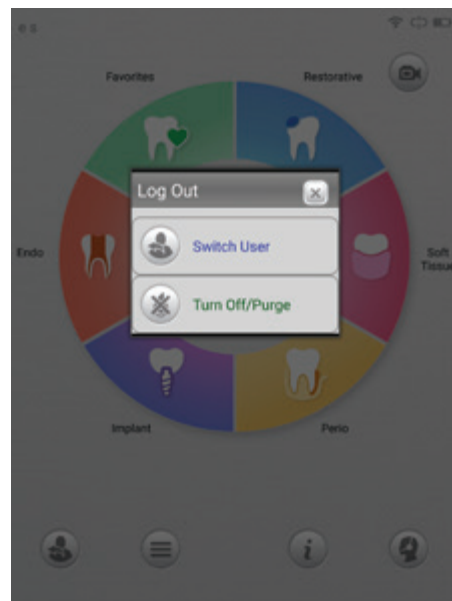 Favorites
Restorative
Log Out
Switch User
Turn Off/Purge
Endo
Soft
Tissue
Implant
Perio
i